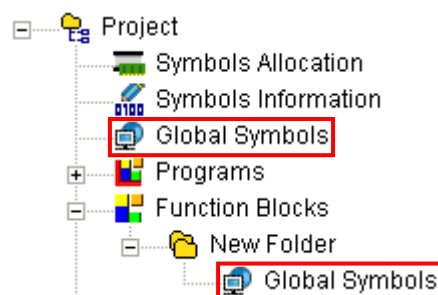 Project
Symbols Allocation
Symbols Information
Global Symbols
Programs
Function Blocks
New Folder
Global Symbols